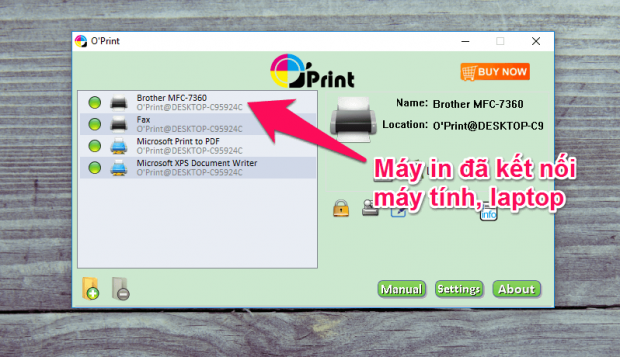 O'Print
O'Print
BUY NOW
Brother MFC-7360
O'Print@DESKTOP-C95924C
Fax
O'Print@DESKTOP-C95924C
Microsoft Print to PDF
O'Print@DESKTOP-C95924C
Microsoft XPS Document Writer
O'Print@DESKTOP-C95924C
Name: Brother MFC-7360
Location: O'Print@DESKTOP-C9
Máy in đã kết nối
máy tính, laptop
info
Manual Settings About